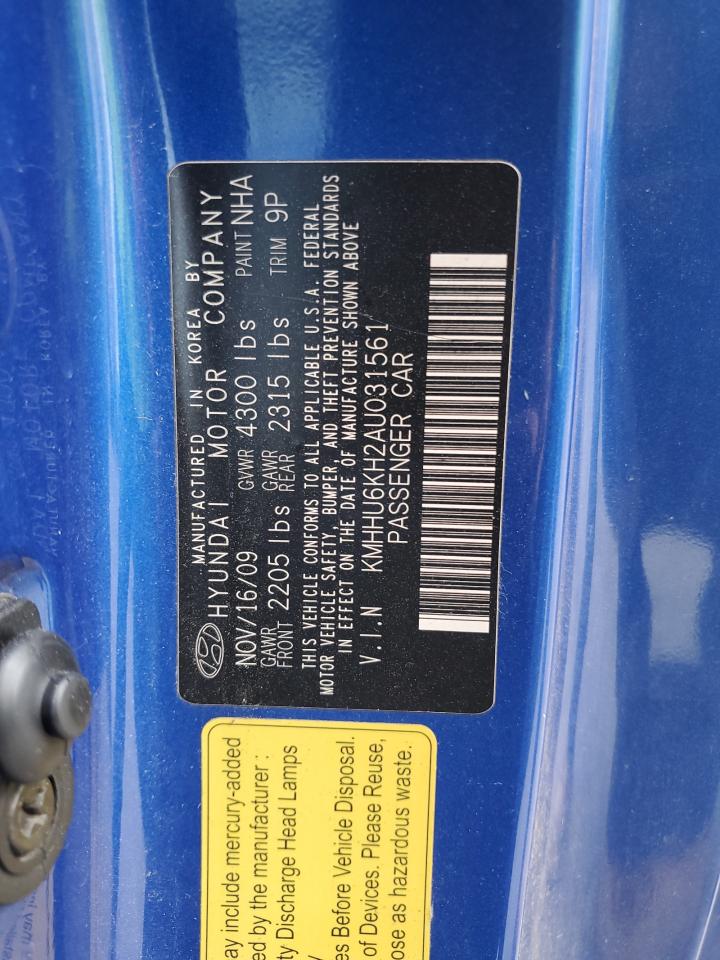 MANUFACTURED IN KOREA BY
HYUNDAI MOTOR COMPANY
NOV/16/09 GVWR 4300 lbs PAINT NHA
GAWR FRONT 2205 lbs GAWR REAR 2315 lbs TRIM 9P
THIS VEHICLE CONFORMS TO ALL APPLICABLE U.S.A. FEDERAL
MOTOR VEHICLE SAFETY, BUMPER, AND THEFT PREVENTION STANDARDS
IN EFFECT ON THE DATE OF MANUFACTURE SHOWN ABOVE
V.I.N KMHHU6KH2AU031561
PASSENGER CAR
ay include mercury-added
ed by the manufacturer :
ty Discharge Head Lamps
es Before Vehicle Disposal.
of Devices. Please Reuse,
ose as hazardous waste.